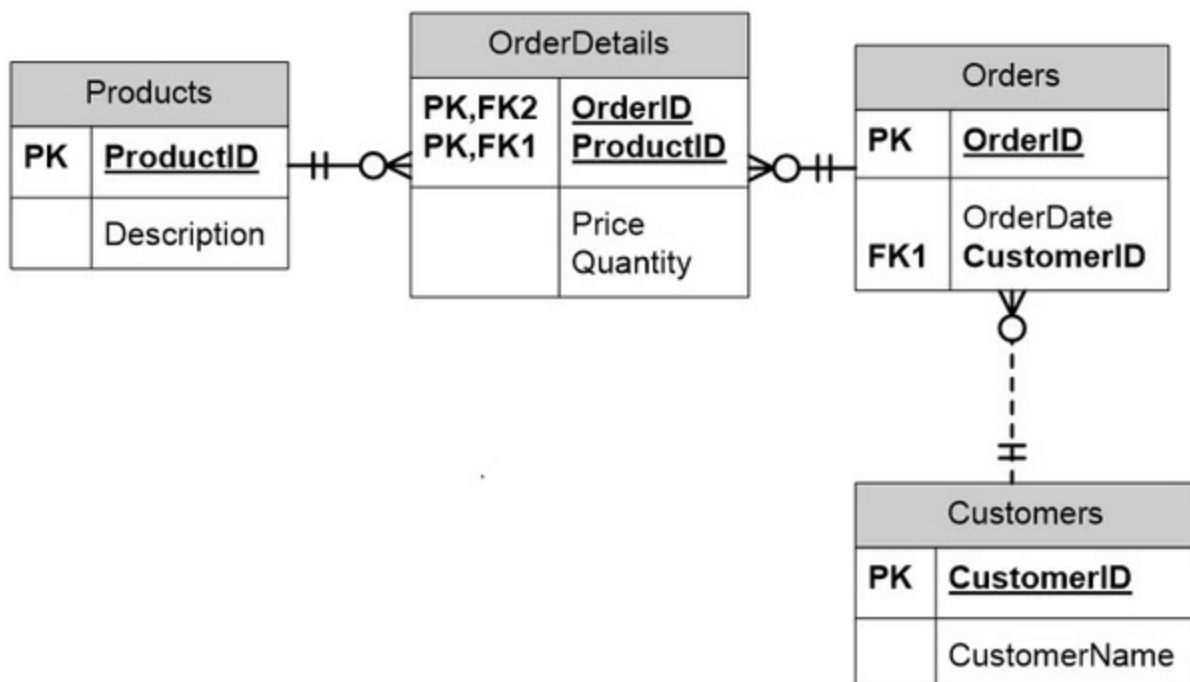 Products
PK ProductID
Description
OrderDetails
PK,FK2 OrderID
PK,FK1 ProductID
Price
Quantity
Orders
PK OrderID
OrderDate
FK1 CustomerID
Customers
PK CustomerID
CustomerName